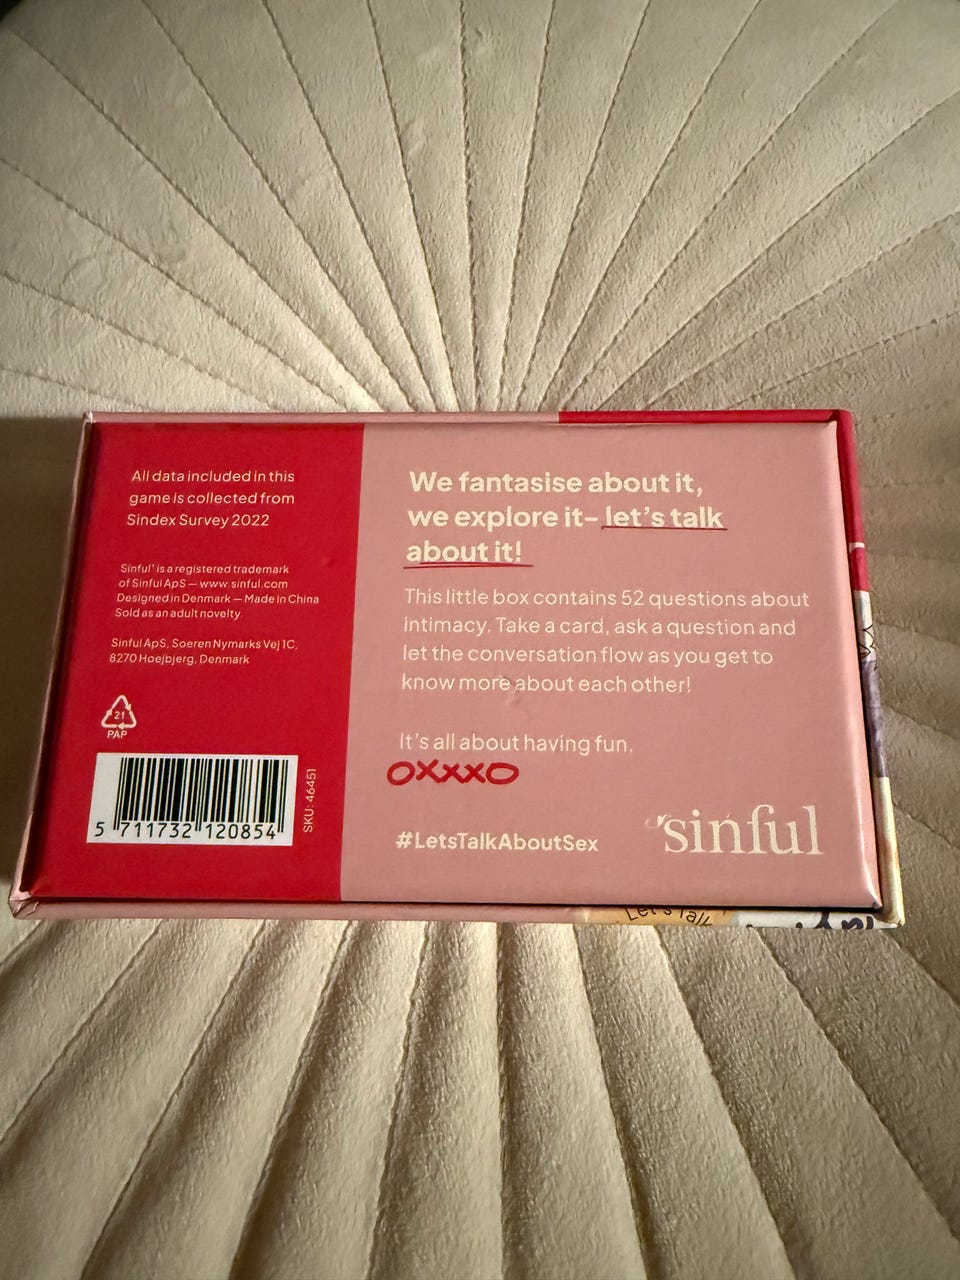 All data included in this
game is collected from
Sindex Survey 2022
Sinful® is a registered trademark
of Sinful ApS — www.sinful.com
Designed in Denmark — Made in China
Sold as an adult novelty.
Sinful ApS, Soeren Nymarks Vej 1C,
8270 Hoejbjerg, Denmark
21
PAP
5 711732 120854
SKU: 46451
We fantasise about it,
we explore it– let's talk
about it!
This little box contains 52 questions about
intimacy. Take a card, ask a question and
let the conversation flow as you get to
know more about each other!
It's all about having fun.
OXXXO
#LetsTalkAboutSex
sinful
Let's Talk